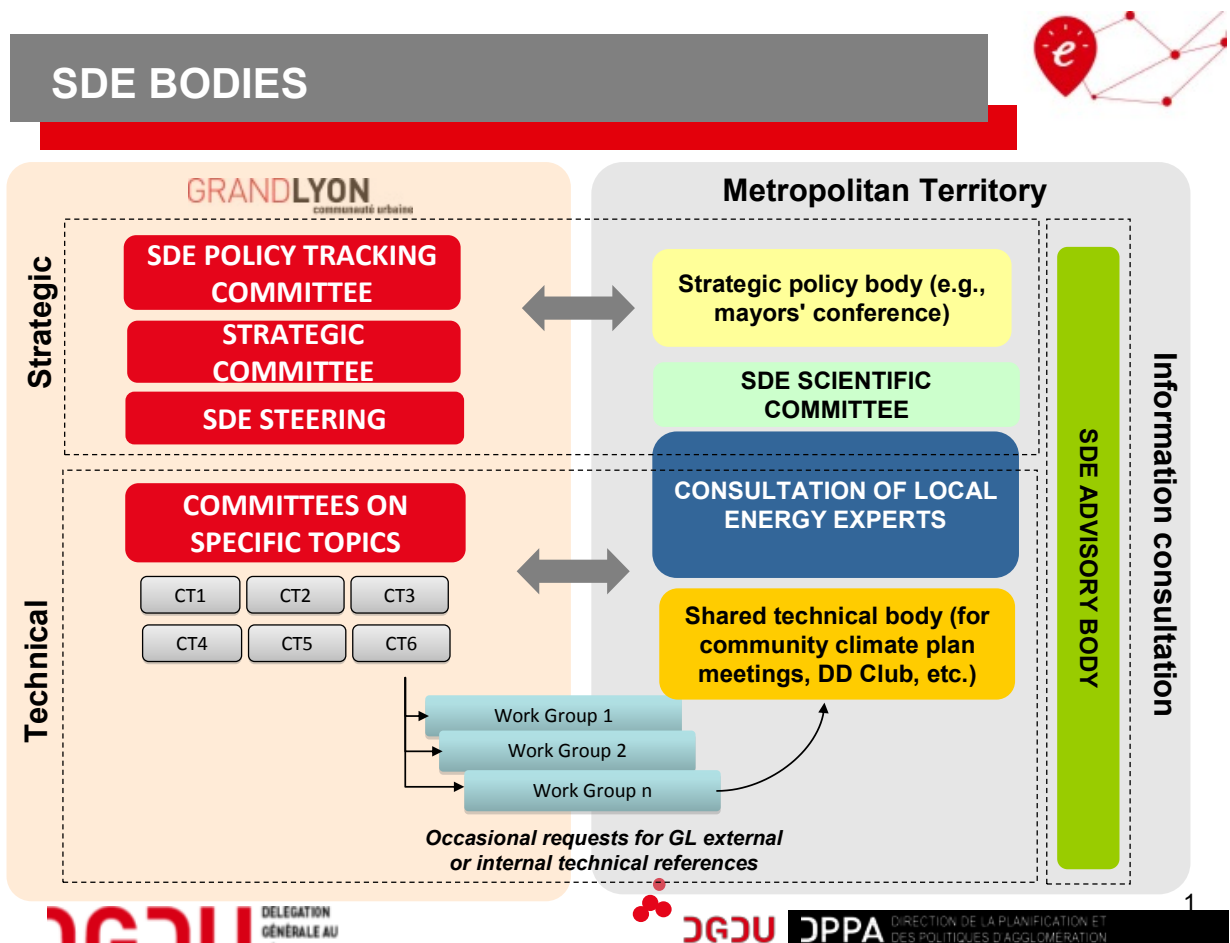 SDE BODIES
e
GRANDLYON
communauté urbaine
Metropolitan Territory
Strategic
SDE POLICY TRACKING
COMMITTEE
STRATEGIC
COMMITTEE
SDE STEERING
Strategic policy body (e.g.,
mayors' conference)
SDE SCIENTIFIC
COMMITTEE
CONSULTATION OF LOCAL
ENERGY EXPERTS
Technical
COMMITTEES ON
SPECIFIC TOPICS
CT1 CT2 CT3
CT4 CT5 CT6
Shared technical body (for
community climate plan
meetings, DD Club, etc.)
Work Group 1
Work Group 2
Work Group n
Occasional requests for GL external
or internal technical references
SDE ADVISORY BODY
Information consultation
1
DGDU
DELEGATION
GÉNÉRALE AU
DGDU
DPPA
DIRECTION DE LA PLANIFICATION ET
DES POLITIQUES D'AGGLOMÉRATION